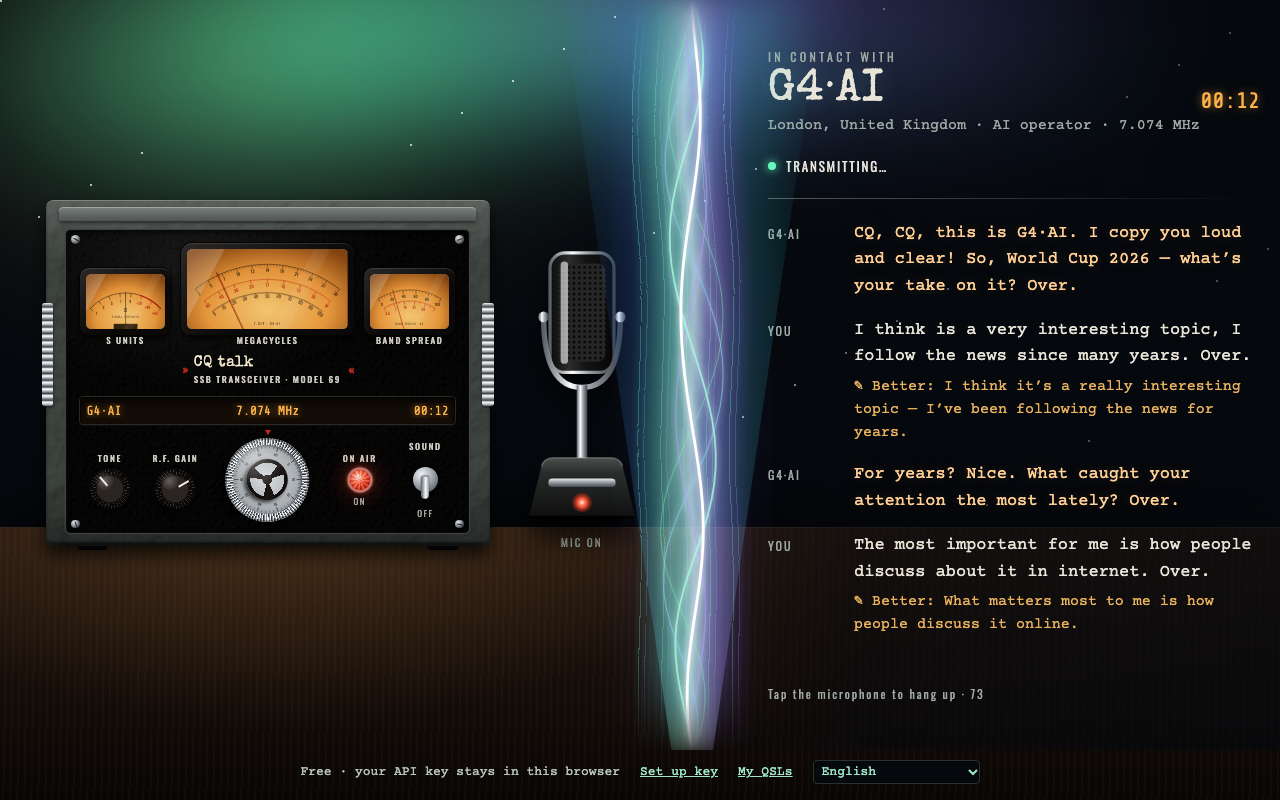 IN CONTACT WITH
G4·AI
00:12
London, United Kingdom · AI operator · 7.074 MHz
TRANSMITTING…
G4·AI
CQ, CQ, this is G4·AI. I copy you loud
and clear! So, World Cup 2026 — what’s
your take on it? Over.
YOU
I think is a very interesting topic, I
follow the news since many years. Over.
✎ Better: I think it’s a really interesting
topic — I’ve been following the news for
years.
G4·AI
For years? Nice. What caught your
attention the most lately? Over.
YOU
The most important for me is how people
discuss about it in internet. Over.
✎ Better: What matters most to me is how
people discuss it online.
Tap the microphone to hang up · 73
S UNITS
MEGACYCLES
BAND SPREAD
» CQ talk «
SSB TRANSCEIVER · MODEL 69
G4·AI 7.074 MHz 00:12
TONE
R.F. GAIN
ON AIR
ON
SOUND
OFF
MIC ON
Free · your API key stays in this browser Set up key My QSLs English